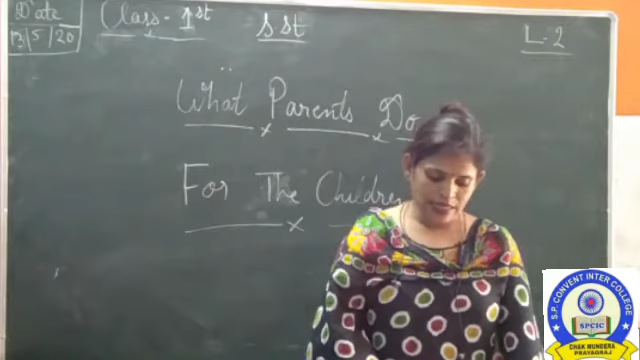 Date
Class - 1st
sst
L-2
13/5/20
What Parents Do
For The Children
S.P. CONVENT INTER COLLEGE
SPCIC
CHAK MUNDERA
PRAYAGRAJ